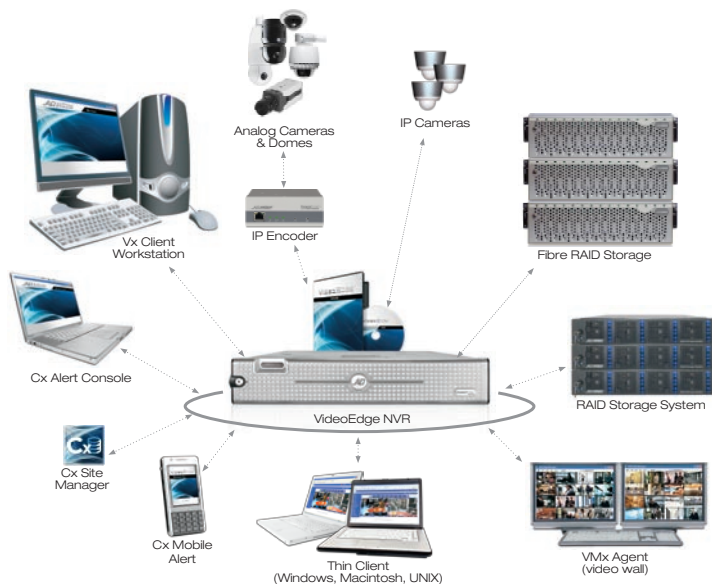 Analog Cameras
& Domes
IP Cameras
Vx Client
Workstation
IP Encoder
Fibre RAID Storage
Cx Alert Console
VideoEdge NVR
RAID Storage System
Cx
Cx Site
Manager
Cx Mobile
Alert
Thin Client
(Windows, Macintosh, UNIX)
VMx Agent
(video wall)